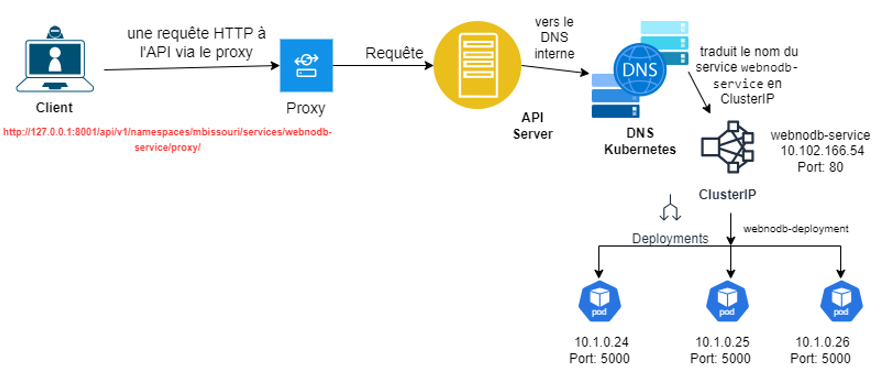 une requête HTTP à
l'API via le proxy
Client
http://127.0.0.1:8001/api/v1/namespaces/mbissouri/services/webnodb-
service/proxy/
Proxy
Requête
API
Server
vers le
DNS
interne
DNS
DNS
Kubernetes
traduit le nom du
service webnodb-
service en
ClusterIP
webnodb-service
10.102.166.54
Port: 80
ClusterIP
webnodb-deployment
Deployments
pod
10.1.0.24
Port: 5000
pod
10.1.0.25
Port: 5000
pod
10.1.0.26
Port: 5000